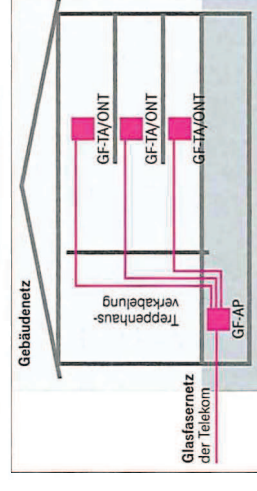 Gebäudenetz
GF-TA/ONT
GF-TA/ONT
GF-TA/ONT
Treppenhaus-
verkabelung
GF-AP
Glasfasernetz
der Telekom